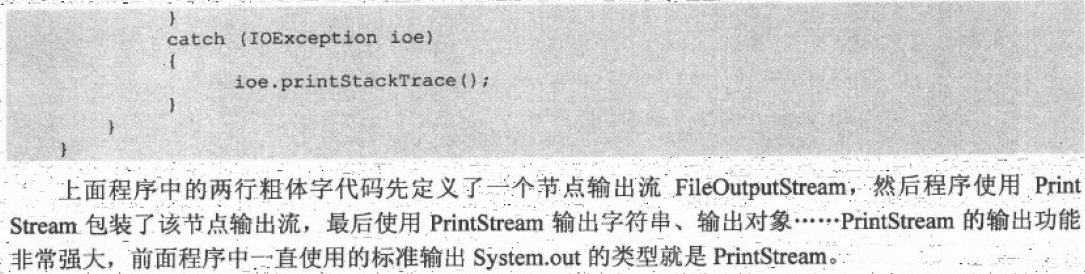 }
catch (IOException ioe)
{
ioe.printStackTrace();
}
}
}
上面程序中的两行粗体字代码先定义了一个节点输出流 FileOutputStream，然后程序使用 Print
Stream 包装了该节点输出流，最后使用 PrintStream 输出字符串、输出对象……PrintStream 的输出功能
非常强大，前面程序中一直使用的标准输出 System.out 的类型就是 PrintStream。